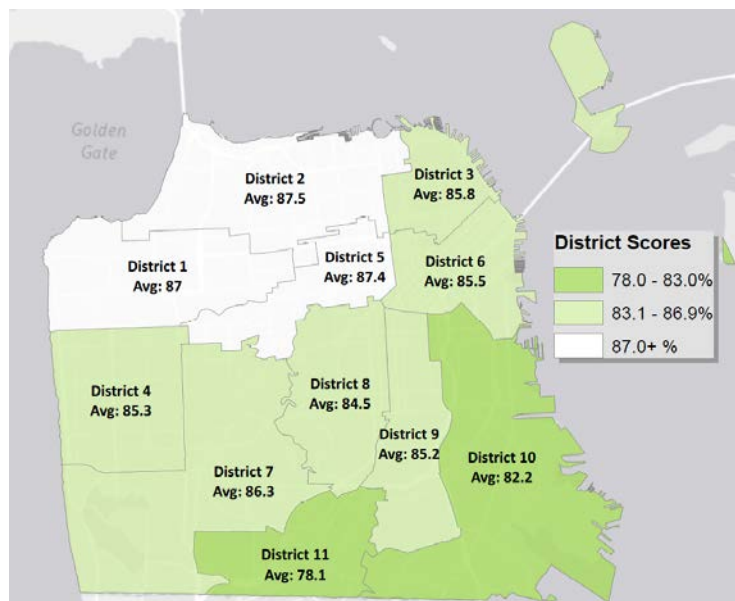 Golden
Gate
District 2
Avg: 87.5
District 3
Avg: 85.8
District 1
Avg: 87
District 5
Avg: 87.4
District 6
Avg: 85.5
District Scores
78.0 - 83.0%
83.1 - 86.9%
87.0+ %
District 4
Avg: 85.3
District 8
Avg: 84.5
District 9
Avg: 85.2
District 10
Avg: 82.2
District 7
Avg: 86.3
District 11
Avg: 78.1